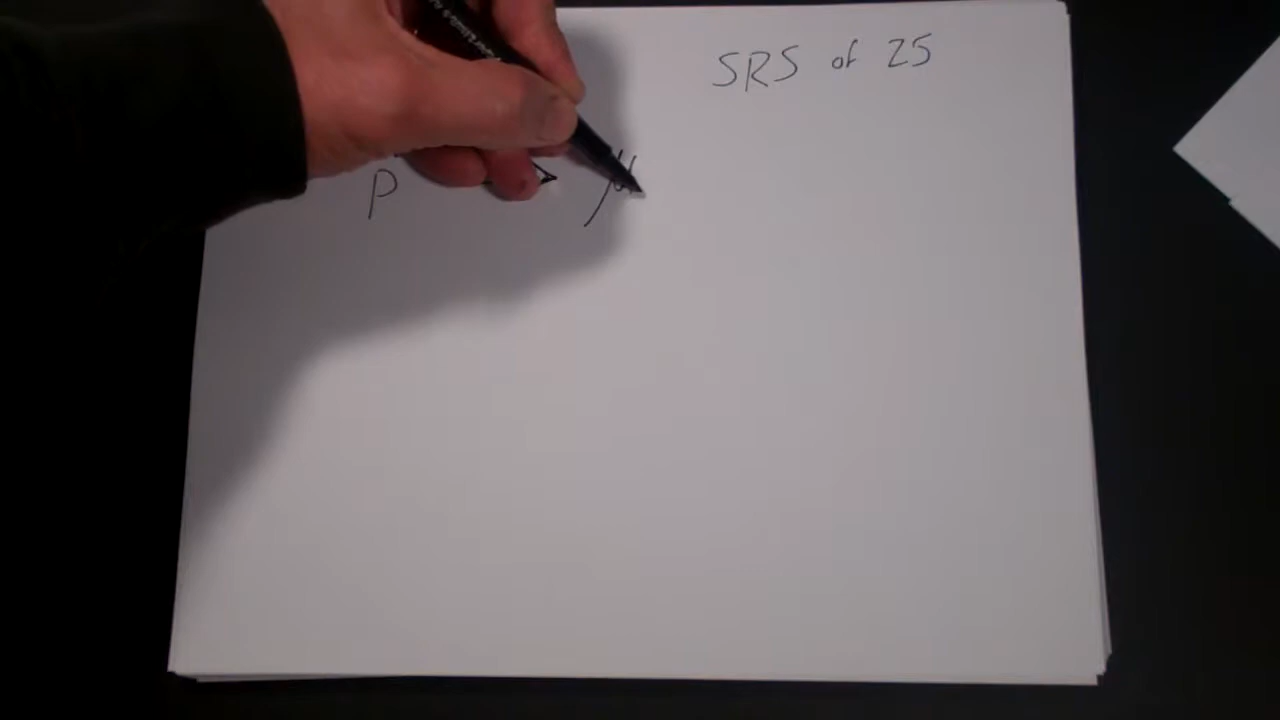 SRS of 25
P → μ